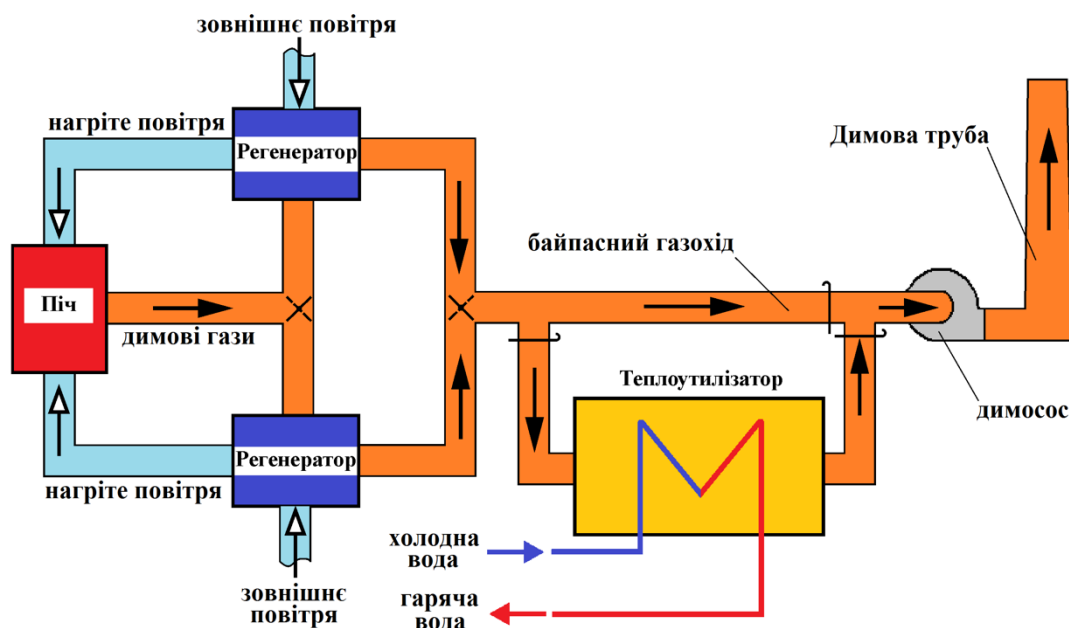 зовнішнє повітря
нагріте повітря
Регенератор
Димова труба
байпасний газохід
Піч
димові гази
Теплоутилізатор
димосос
Регенератор
нагріте повітря
холодна
вода
зовнішнє
повітря
гаряча
вода